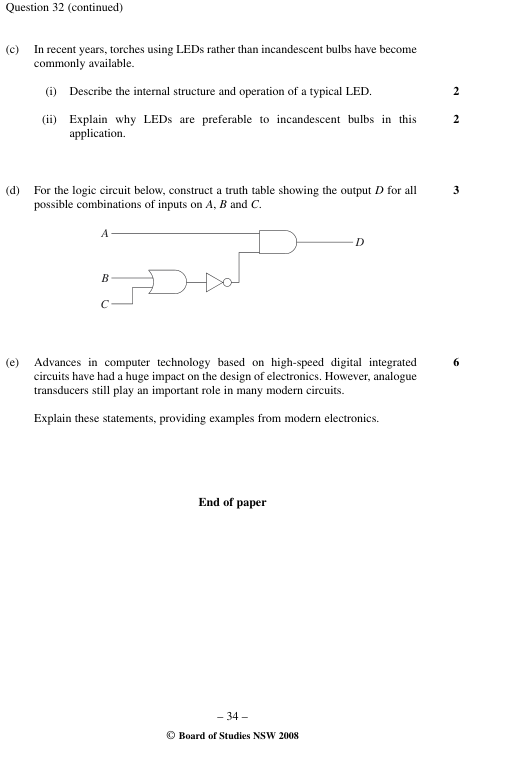 Question 32 (continued)
(c) In recent years, torches using LEDs rather than incandescent bulbs have become
commonly available.
(i) Describe the internal structure and operation of a typical LED. 2
(ii) Explain why LEDs are preferable to incandescent bulbs in this 2
application.
(d) For the logic circuit below, construct a truth table showing the output D for all 3
possible combinations of inputs on A, B and C.
A
D
B
C
(e) Advances in computer technology based on high-speed digital integrated 6
circuits have had a huge impact on the design of electronics. However, analogue
transducers still play an important role in many modern circuits.
Explain these statements, providing examples from modern electronics.
End of paper
– 34 –
© Board of Studies NSW 2008